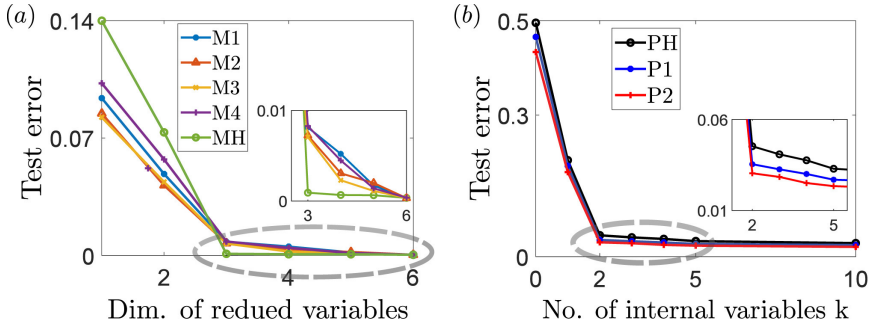 (a)
0.14
0.07
0
Test error
M1
M2
M3
M4
MH
0.01
0
3
6
2
4
6
Dim. of redued variables
(b)
0.5
0.3
0
Test error
PH
P1
P2
0.06
0.01
2
5
0
2
5
10
No. of internal variables k